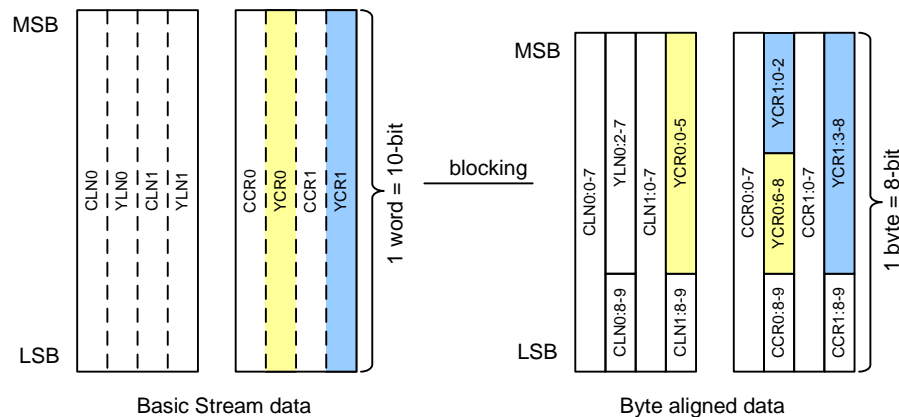 MSB
CLN0
YLN0
CLN1
YLN1
LSB
CCR0
YCR0
CCR1
YCR1
1 word = 10-bit
Basic Stream data
blocking
MSB
CLN0:0-7
YLN0:2-7
CLN0:8-9
CLN1:0-7
YCR0:0-5
CLN1:8-9
LSB
CCR0:0-7
YCR1:0-2
YCR0:6-8
CCR0:8-9
CCR1:0-7
YCR1:3-8
CCR1:8-9
1 byte = 8-bit
Byte aligned data